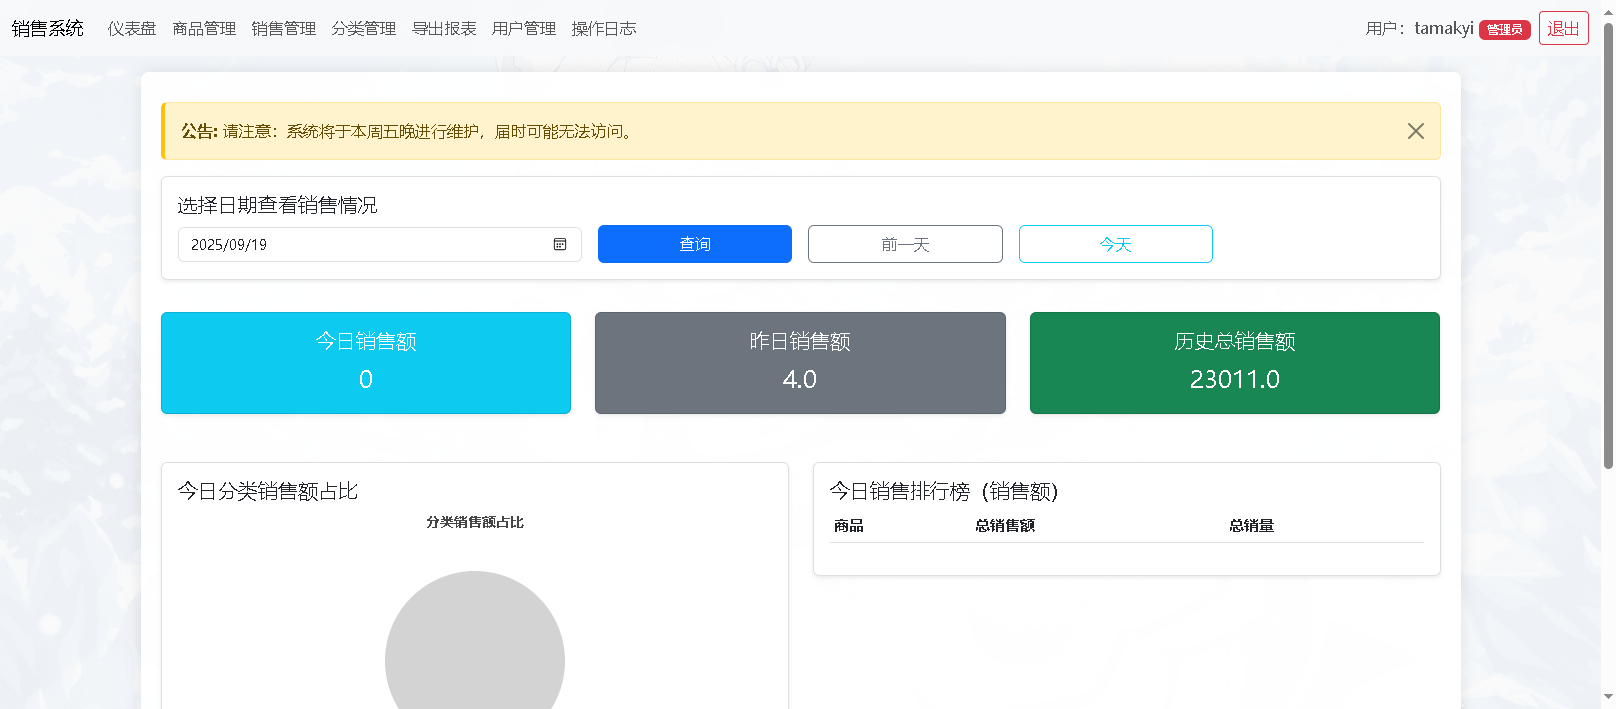 销售系统 仪表盘 商品管理 销售管理 分类管理 导出报表 用户管理 操作日志 用户：tamakyi 管理员 退出
公告: 请注意：系统将于本周五晚进行维护，届时可能无法访问。
选择日期查看销售情况
2025/09/19 查询 前一天 今天
今日销售额 昨日销售额 历史总销售额
0 4.0 23011.0
今日分类销售额占比 今日销售排行榜（销售额）
分类销售额占比 商品 总销售额 总销量